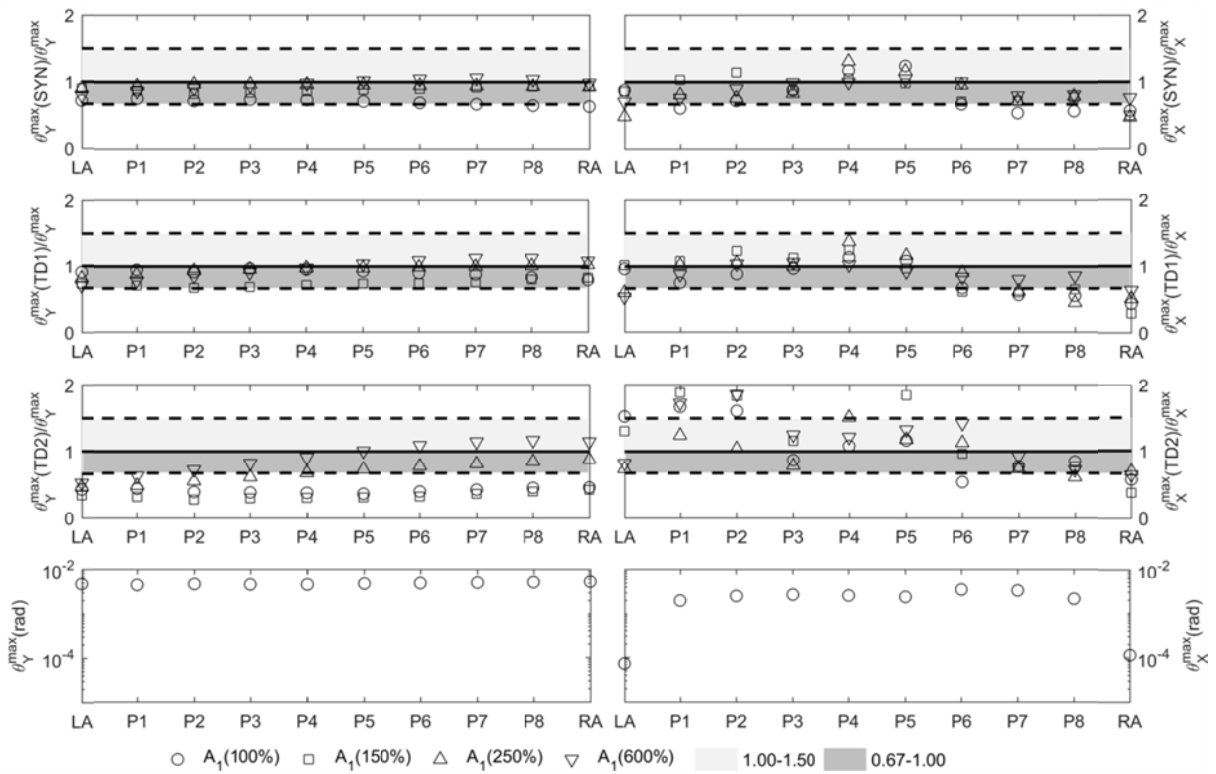 θ_Y^max(SYN)/θ_Y^max
2
1
0
LA P1 P2 P3 P4 P5 P6 P7 P8 RA
2
1
0
θ_X^max(SYN)/θ_X^max
LA P1 P2 P3 P4 P5 P6 P7 P8 RA
θ_Y^max(TD1)/θ_Y^max
2
1
0
LA P1 P2 P3 P4 P5 P6 P7 P8 RA
2
1
0
θ_X^max(TD1)/θ_X^max
LA P1 P2 P3 P4 P5 P6 P7 P8 RA
θ_Y^max(TD2)/θ_Y^max
2
1
0
LA P1 P2 P3 P4 P5 P6 P7 P8 RA
2
1
0
θ_X^max(TD2)/θ_X^max
LA P1 P2 P3 P4 P5 P6 P7 P8 RA
θ_Y^max(rad)
10^-2
10^-4
LA P1 P2 P3 P4 P5 P6 P7 P8 RA
10^-2
10^-4
θ_X^max(rad)
LA P1 P2 P3 P4 P5 P6 P7 P8 RA
A_1(100%) A_1(150%) A_1(250%) A_1(600%) 1.00-1.50 0.67-1.00